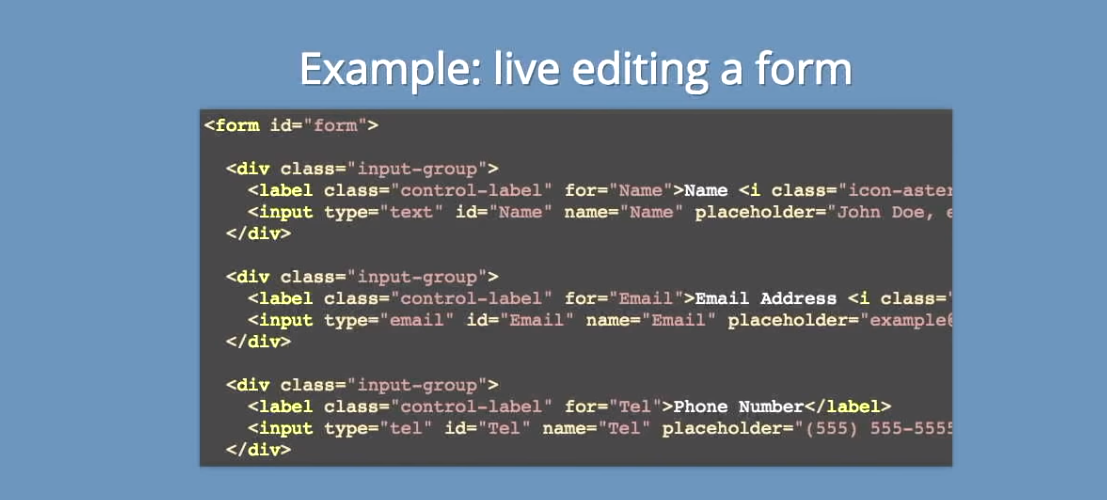 Example: live editing a form
<form id="form">
<div class="input-group">
<label class="control-label" for="Name">Name <i class="icon-aster
<input type="text" id="Name" name="Name" placeholder="John Doe, e
</div>
<div class="input-group">
<label class="control-label" for="Email">Email Address <i class="
<input type="email" id="Email" name="Email" placeholder="example
</div>
<div class="input-group">
<label class="control-label" for="Tel">Phone Number</label>
<input type="tel" id="Tel" name="Tel" placeholder="(555) 555-5555
</div>